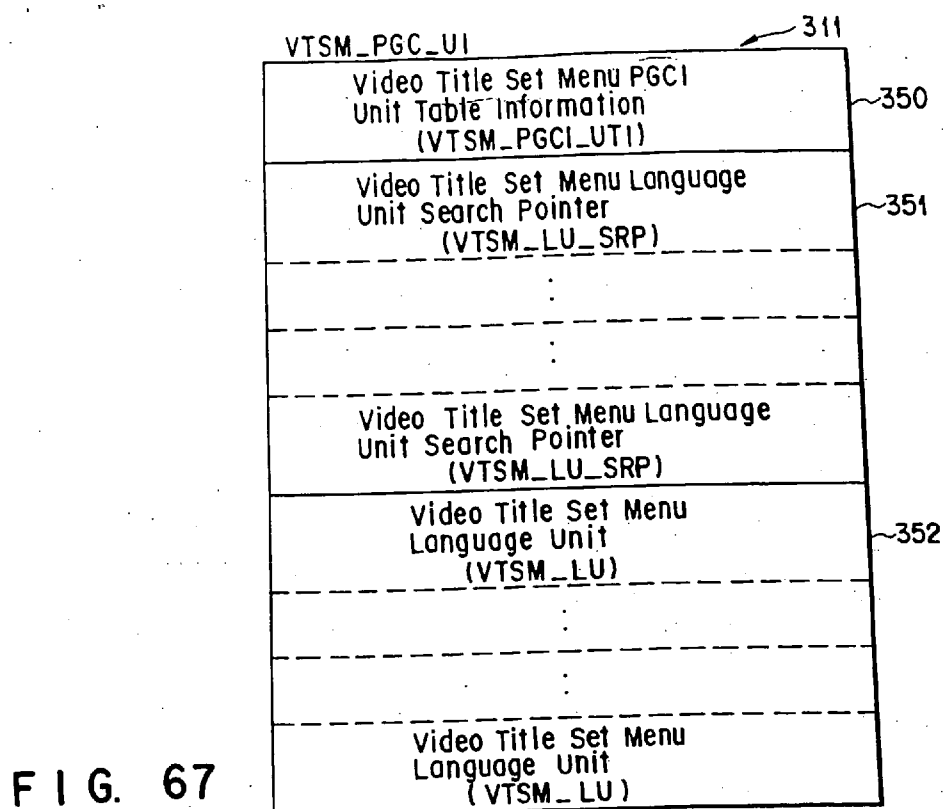 VTSM_PGC_UI
311
Video Title Set Menu PGCI
Unit Table Information
(VTSM_PGCI_UTI)
350
Video Title Set Menu Language
Unit Search Pointer
(VTSM_LU_SRP)
351
Video Title Set Menu Language
Unit Search Pointer
(VTSM_LU_SRP)
Video Title Set Menu
Language Unit
(VTSM_LU)
352
Video Title Set Menu
Language Unit
(VTSM_LU)
FIG. 67